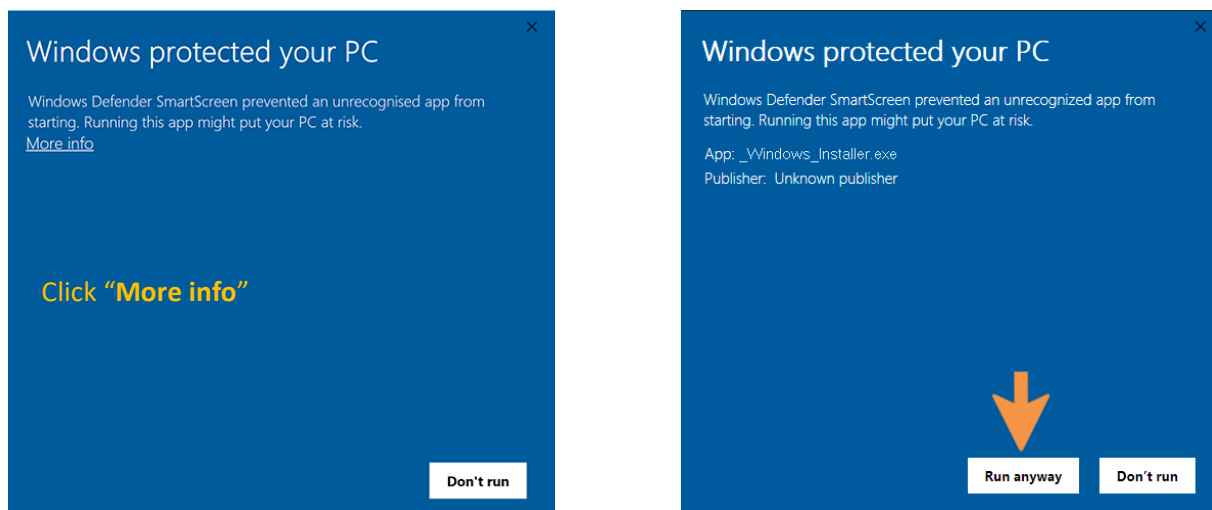 Windows protected your PC
Windows Defender SmartScreen prevented an unrecognised app from
starting. Running this app might put your PC at risk.
More info
Click “More info”
Don't run
Windows protected your PC
Windows Defender SmartScreen prevented an unrecognized app from
starting. Running this app might put your PC at risk.
App: _Windows_Installer.exe
Publisher: Unknown publisher
Run anyway
Don't run